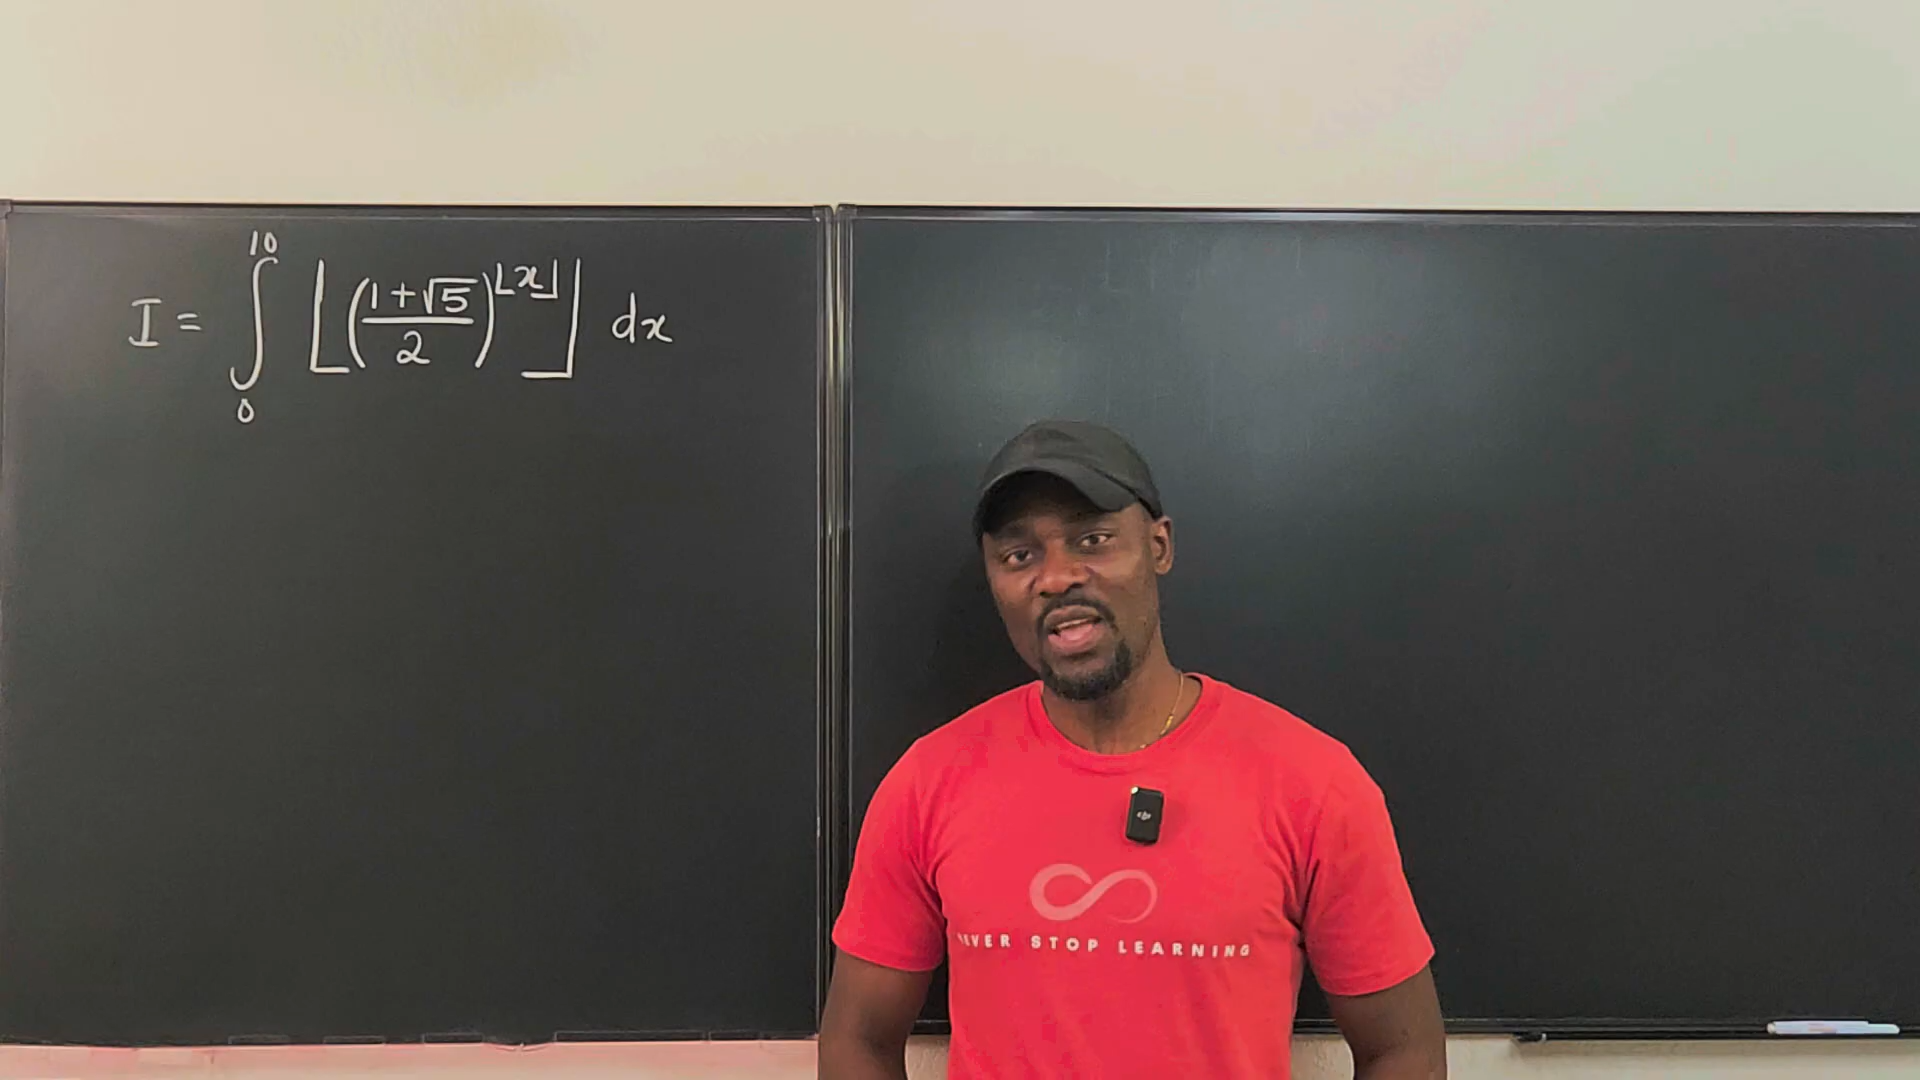 I = ∫₀¹⁰ ⌊((1+√5)/2)^⌊x⌋⌋ dx
NEVER STOP LEARNING